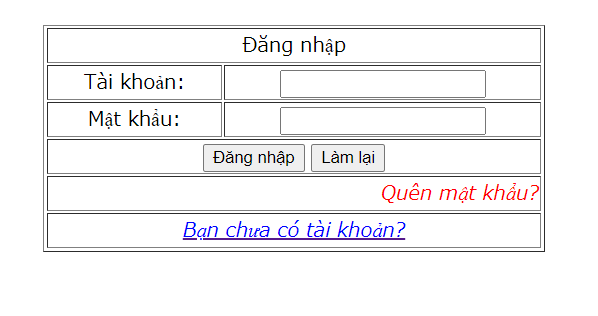 Đăng nhập
Tài khoản:
Mật khẩu:
Đăng nhập Làm lại
Quên mật khẩu?
Bạn chưa có tài khoản?